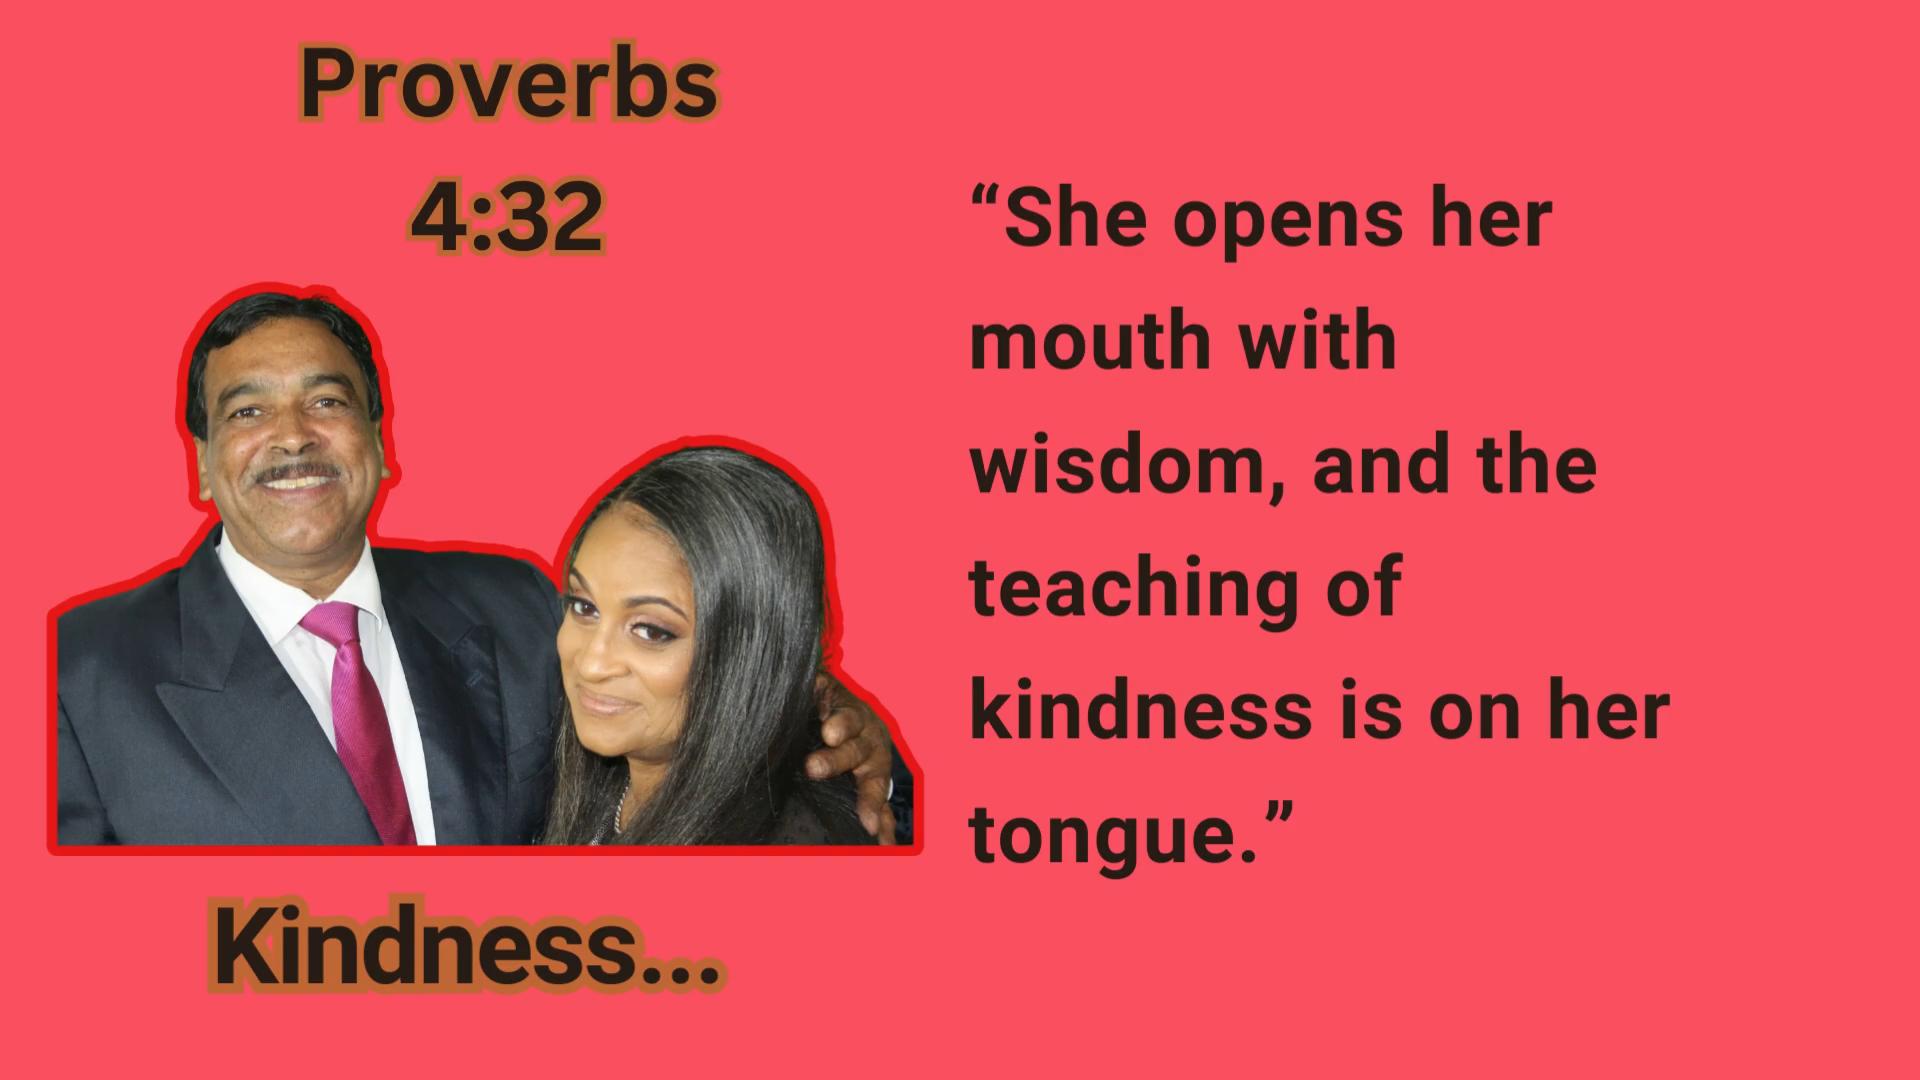 Proverbs
4:32
“She opens her
mouth with
wisdom, and the
teaching of
kindness is on her
tongue.”
Kindness...